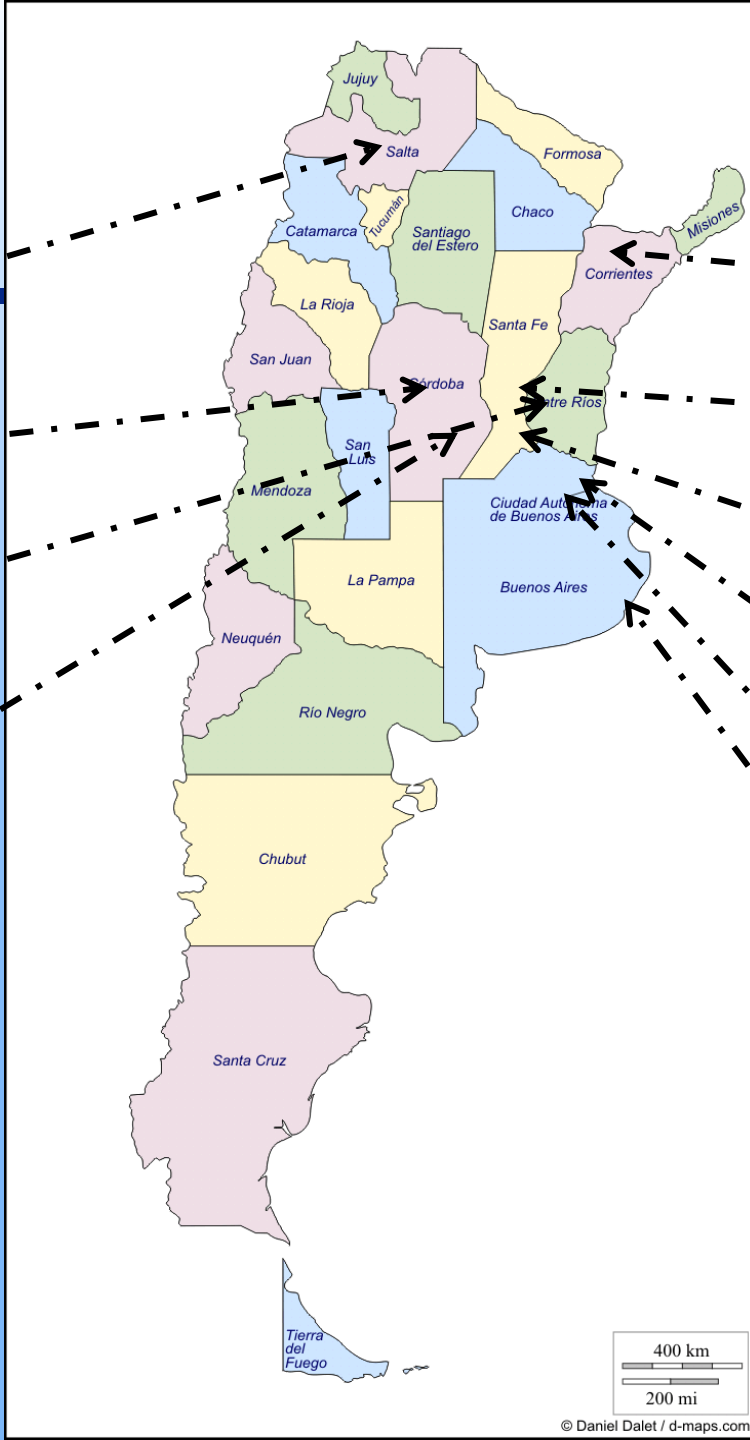 Jujuy
Salta
Formosa
Chaco
Misiones
Catamarca
Tucumán
Santiago
del Estero
Corrientes
La Rioja
Santa Fe
San Juan
Córdoba
Entre Ríos
San
Luis
Mendoza
Ciudad Autónoma
de Buenos Aires
La Pampa
Buenos Aires
Neuquén
Río Negro
Chubut
Santa Cruz
Tierra
del
Fuego
400 km
200 mi
© Daniel Dalet / d-maps.com